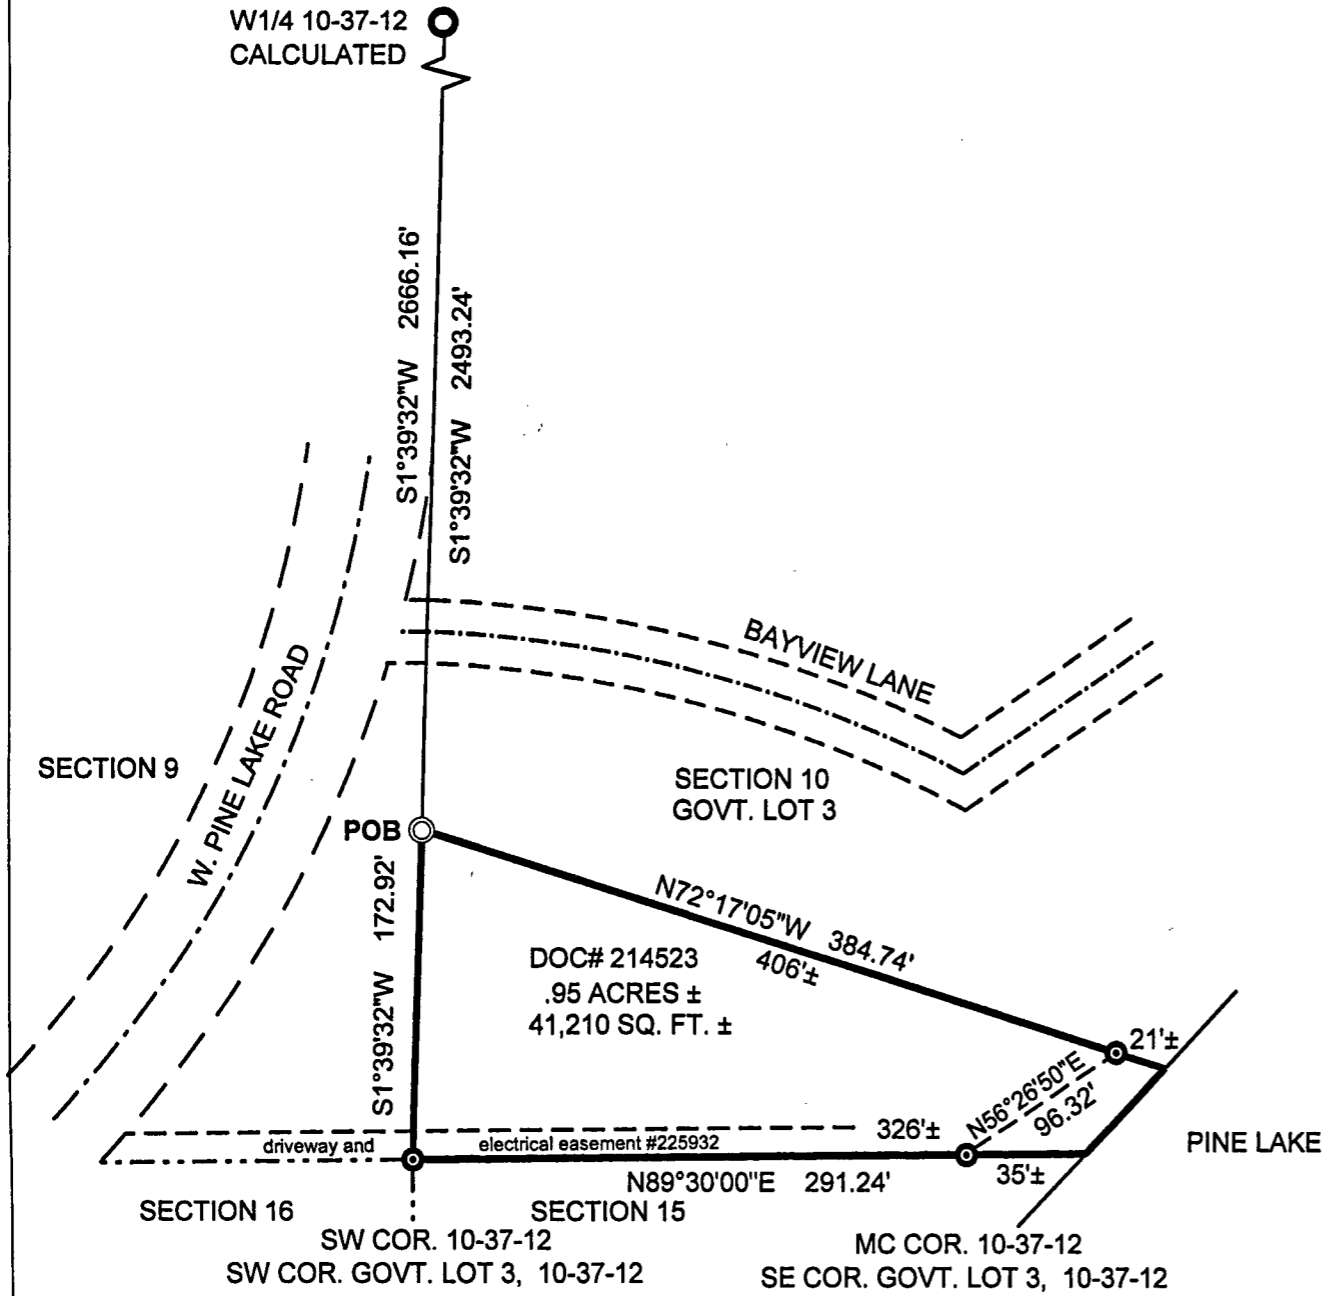 W1/4 10-37-12
CALCULATED
S1°39'32"W 2666.16'
S1°39'32"W 2493.24'
BAYVIEW LANE
W. PINE LAKE ROAD
SECTION 9
SECTION 10
GOVT. LOT 3
POB
S1°39'32"W 172.92'
N72°17'05"W 384.74'
406'±
DOC# 214523
.95 ACRES ±
41,210 SQ. FT. ±
21'±
N56°26'50"E
96.32'
326'±
driveway and electrical easement #225932
PINE LAKE
N89°30'00"E 291.24'
35'±
SECTION 16
SECTION 15
SW COR. 10-37-12
SW COR. GOVT. LOT 3, 10-37-12
MC COR. 10-37-12
SE COR. GOVT. LOT 3, 10-37-12